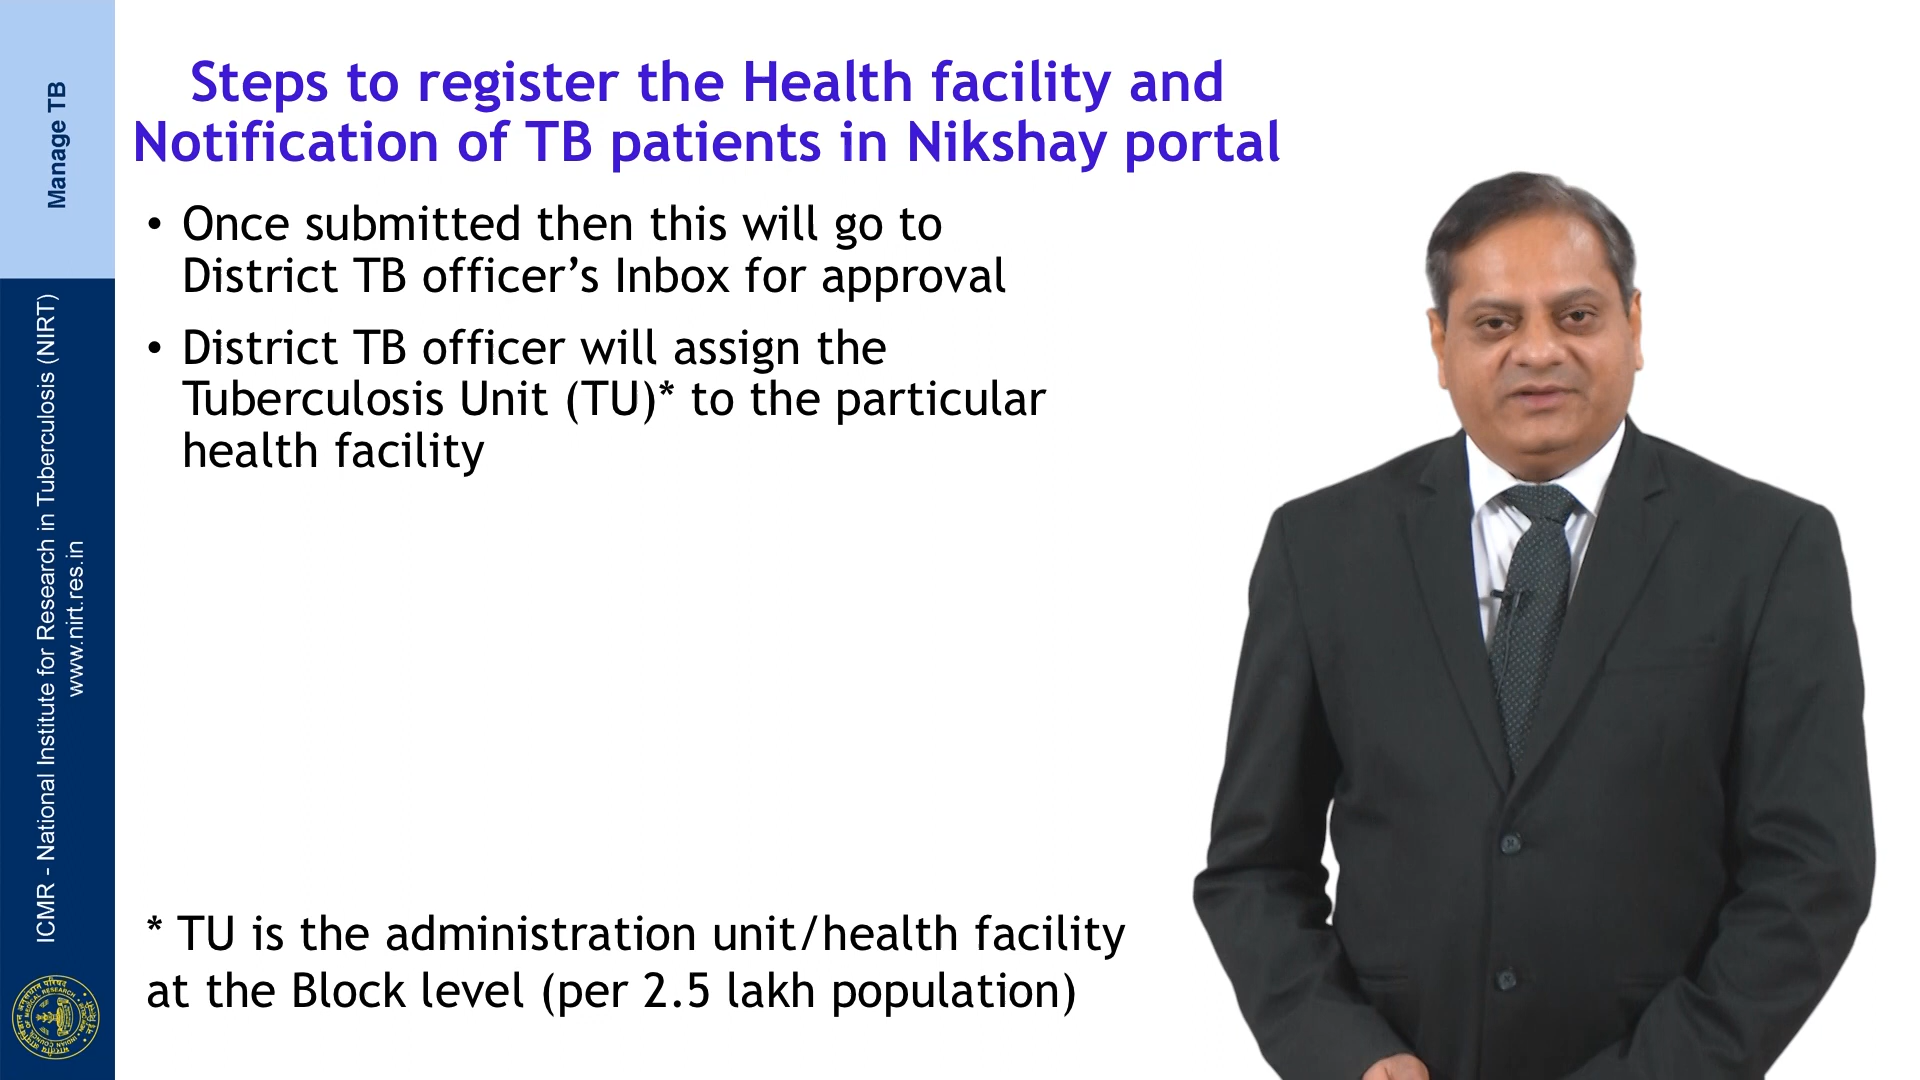 Manage TB
ICMR - National Institute for Research in Tuberculosis (NIRT)
www.nirt.res.in
Steps to register the Health facility and
Notification of TB patients in Nikshay portal
• Once submitted then this will go to
District TB officer’s Inbox for approval
• District TB officer will assign the
Tuberculosis Unit (TU)* to the particular
health facility
* TU is the administration unit/health facility
at the Block level (per 2.5 lakh population)